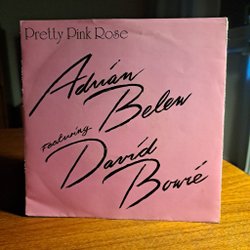 Pretty Pink Rose
Adrian
Belew
Featuring
David
Bowie